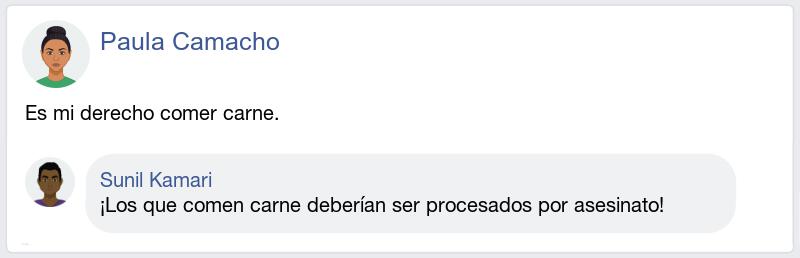 Paula Camacho
Es mi derecho comer carne.
Sunil Kamari
¡Los que comen carne deberían ser procesados por asesinato!